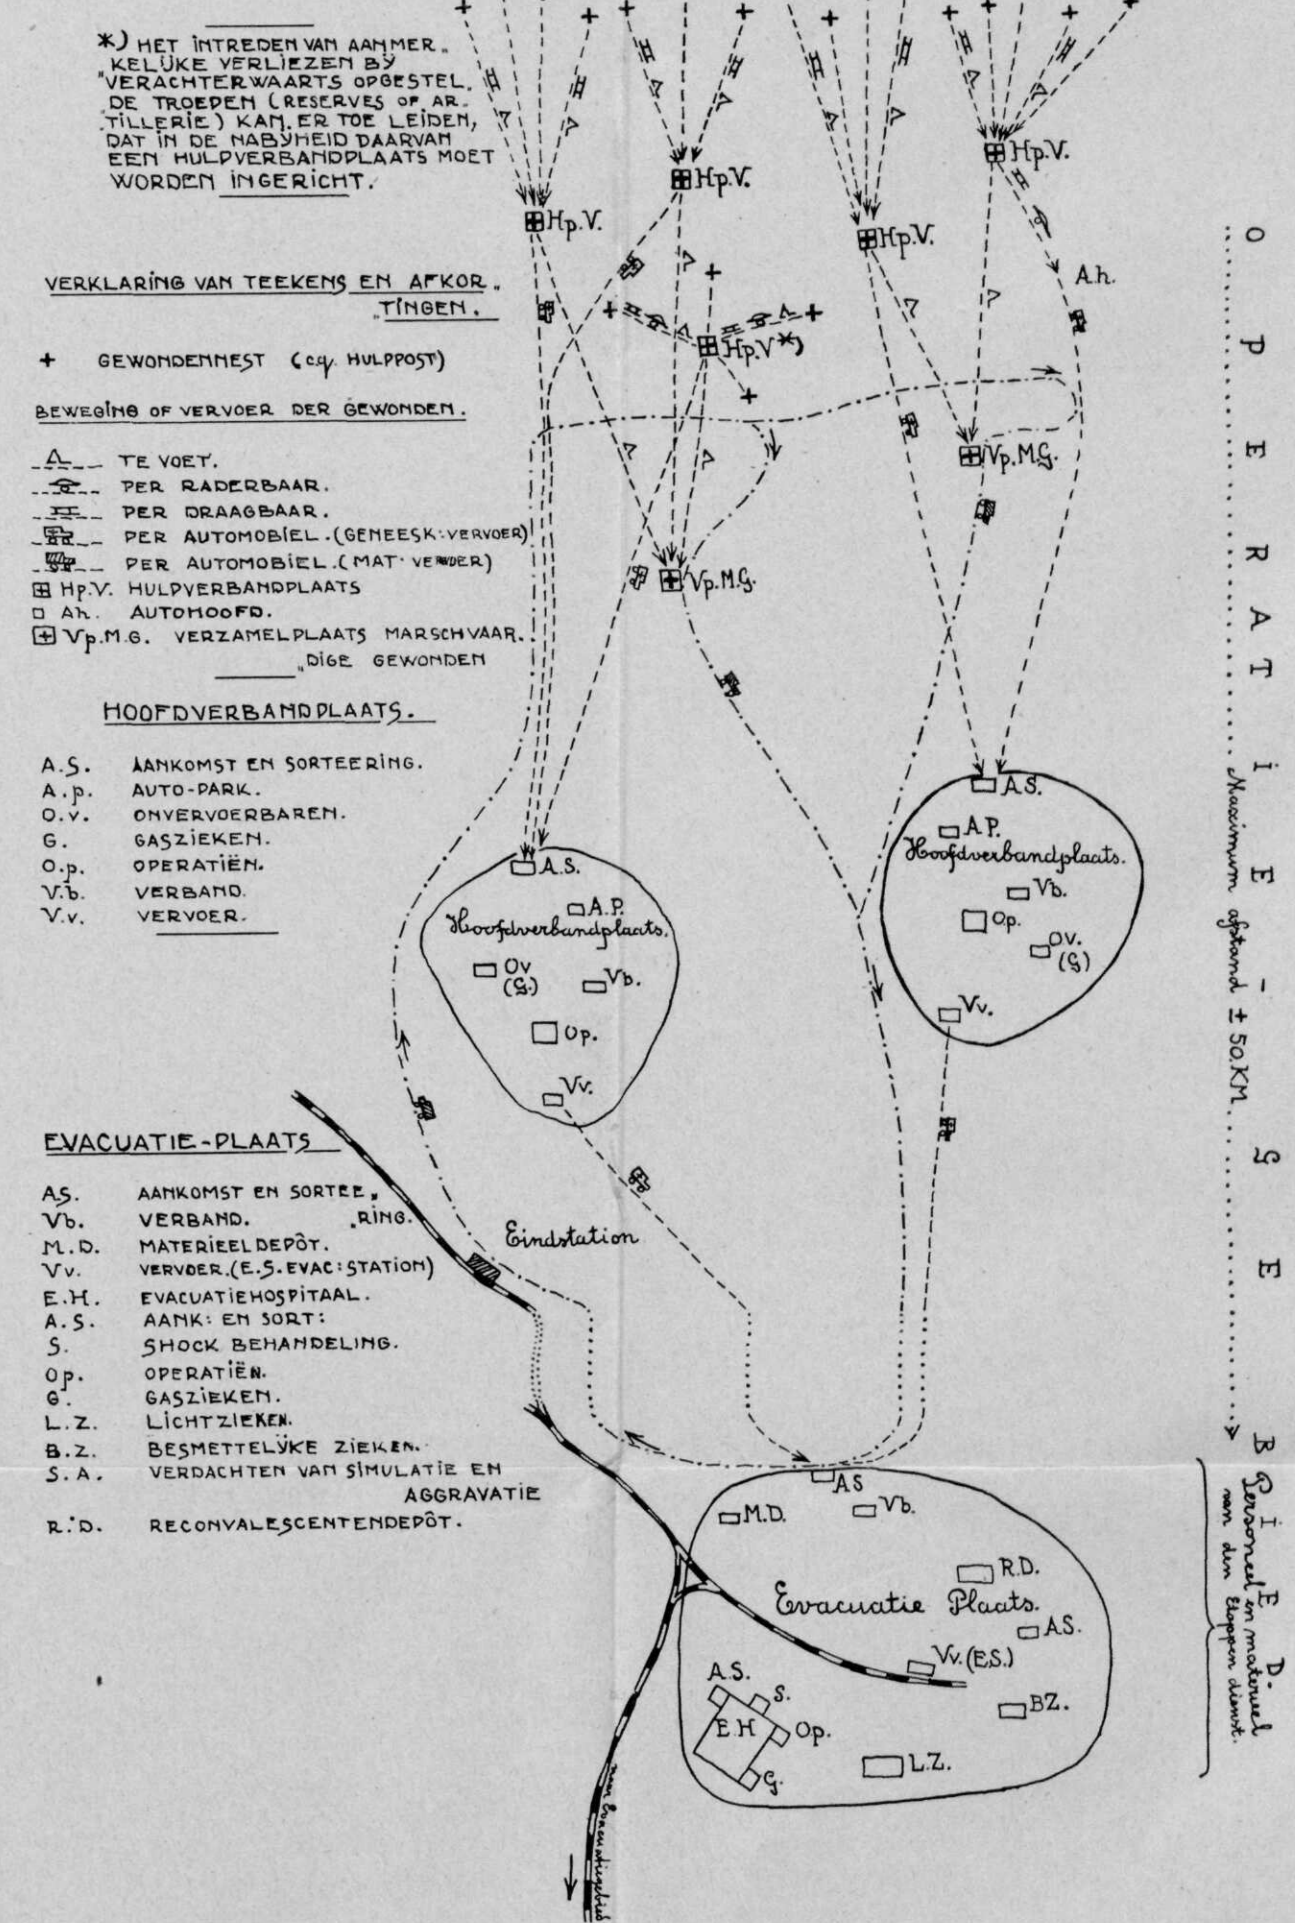 *) HET INTREDEN VAN AANMER„
KELIJKE VERLIEZEN BIJ
"VERACHTERWAARTS OPGESTEL„
DE TROEPEN (RESERVES OF AR„
„TILLERIE) KAN ER TOE LEIDEN,
DAT IN DE NABIJHEID DAARVAN
EEN HULPVERBANDPLAATS MOET
WORDEN INGERICHT.
VERKLARING VAN TEEKENS EN AFKOR„
„TINGEN.
+ GEWONDENNEST (c.q. HULPPOST)
BEWEGING OF VERVOER DER GEWONDEN.
TE VOET.
PER RADERBAAR.
PER DRAAGBAAR.
PER AUTOMOBIEL.(GENEESK:VERVOER)
PER AUTOMOBIEL.(MAT. VERVOER)
Hp.V. HULPVERBANDPLAATS
Ah. AUTOHOOFD.
Vp.M.G. VERZAMELPLAATS MARSCHVAAR„
„DIGE GEWONDEN
HOOFDVERBANDPLAATS.
A.S. AANKOMST EN SORTEERING.
A.p. AUTO-PARK.
O.v. ONVERVOERBAREN.
G. GASZIEKEN.
O.p. OPERATIËN.
V.b. VERBAND.
V.v. VERVOER.
EVACUATIE-PLAATS
A.S. AANKOMST EN SORTEE„
Vb. VERBAND. „RING.
M.D. MATERIEELDEPÔT.
Vv. VERVOER.(E.S.EVAC:STATION)
E.H. EVACUATIEHOSPITAAL.
A.S. AANK: EN SORT:
S. SHOCK BEHANDELING.
Op. OPERATIËN.
G. GASZIEKEN.
L.Z. LICHTZIEKEN.
B.Z. BESMETTELIJKE ZIEKEN.
S.A. VERDACHTEN VAN SIMULATIE EN
AGGRAVATIE
R.D. RECONVALESCENTENDEPÔT.
Hp.V.
Hp.V.
Hp.V.
Hp.V.
A.h.
Hp.V*)
Vp.M.G.
Vp.M.G.
A.S.
A.P.
Hoofdverbandplaats.
Vb.
Op.
Ov.
(G)
Vv.
A.S.
A.P.
Hoofdverbandplaats.
Ov
(G.)
Vb.
Op.
Vv.
Eindstation
AS
M.D.
Vb.
R.D.
Evacuatie Plaats.
A.S.
Vv.(E.S.)
A.S.
S.
E.H
Op.
G.
BZ.
L.Z.
naar Evacuatiegebied
OPERATIE-GEBIED.
Maximum afstand ± 50.KM.
Personeel en materieel
van den Etappen dienst.